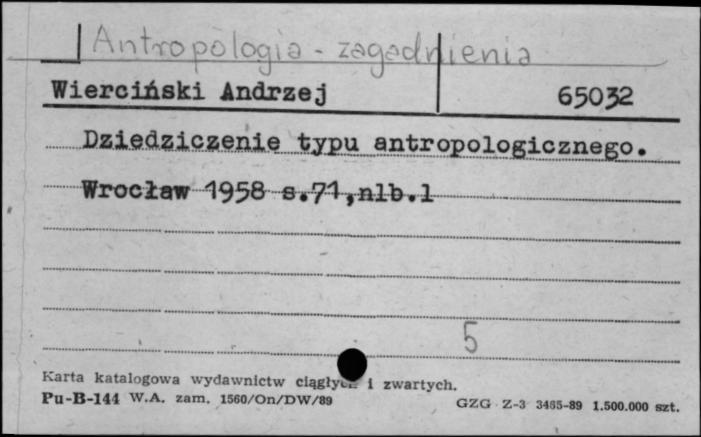 Antropologia - zagadnienia
Wierciński Andrzej 65032
Dziedziczenie typu antropologicznego.
Wrocław 1958 s.71,nlb.1
5
Karta katalogowa wydawnictw ciągłych i zwartych.
Pu-B-144 W.A. zam. 1560/On/DW/89 GZG Z-3 3465-89 1.500.000 szt.